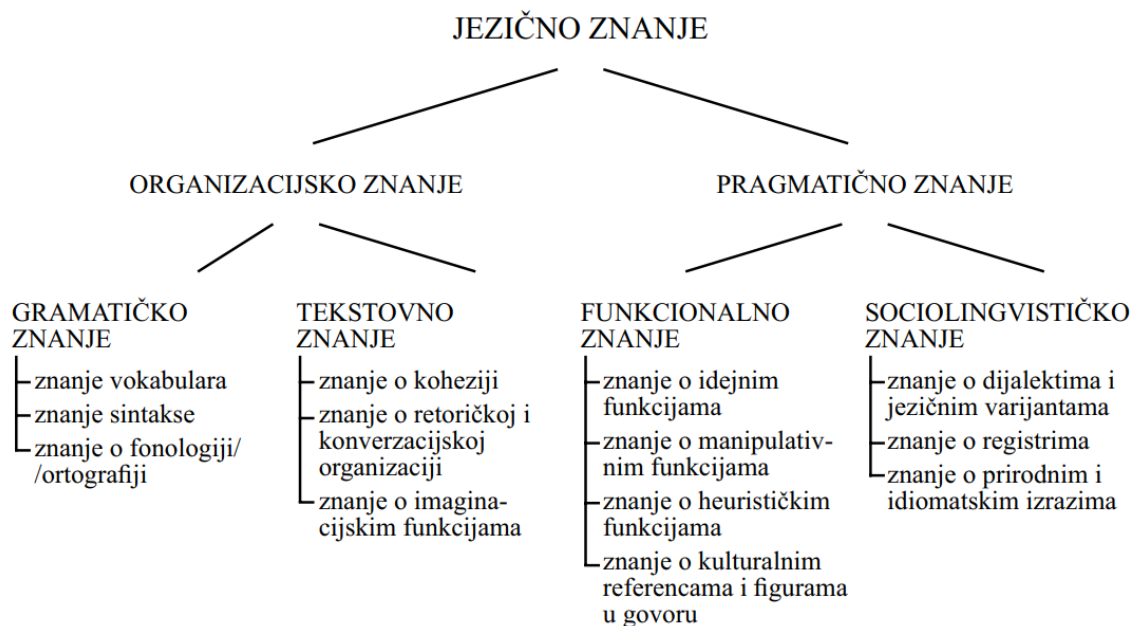 JEZIČNO ZNANJE
ORGANIZACIJSKO ZNANJE
PRAGMATIČNO ZNANJE
GRAMATIČKO
ZNANJE
znanje vokabulara
znanje sintakse
znanje o fonologiji/
/ortografiji
TEKSTOVNO
ZNANJE
znanje o koheziji
znanje o retoričkoj i
konverzacijskoj
organizaciji
znanje o imagina-
cijskim funkcijama
FUNKCIONALNO
ZNANJE
znanje o idejnim
funkcijama
znanje o manipulativ-
nim funkcijama
znanje o heurističkim
funkcijama
znanje o kulturalnim
referencama i figurama
u govoru
SOCIOLINGVISTIČKO
ZNANJE
znanje o dijalektima i
jezičnim varijantama
znanje o registrima
znanje o prirodnim i
idiomatskim izrazima